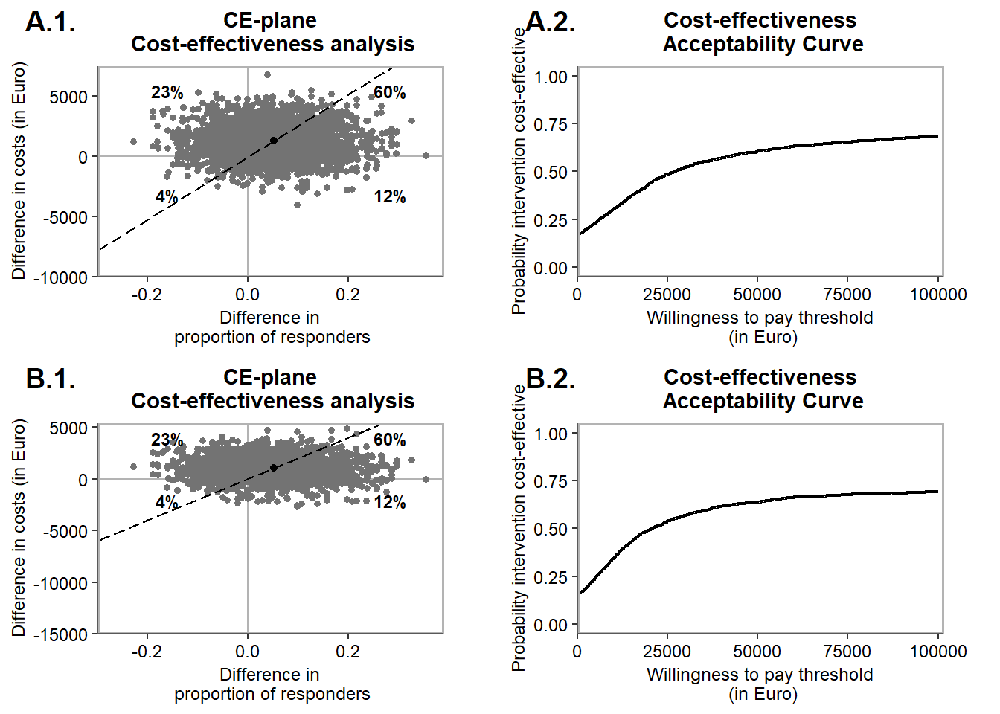 A.1.
CE-plane
Cost-effectiveness analysis
Difference in costs (in Euro)
5000
0
-5000
-10000
23%
60%
4%
12%
-0.2
0.0
0.2
Difference in
proportion of responders
A.2.
Cost-effectiveness
Acceptability Curve
Probability intervention cost-effective
1.00
0.75
0.50
0.25
0.00
0
25000
50000
75000
100000
Willingness to pay threshold
(in Euro)
B.1.
CE-plane
Cost-effectiveness analysis
Difference in costs (in Euro)
5000
0
-5000
-10000
-15000
23%
60%
4%
12%
-0.2
0.0
0.2
Difference in
proportion of responders
B.2.
Cost-effectiveness
Acceptability Curve
Probability intervention cost-effective
1.00
0.75
0.50
0.25
0.00
0
25000
50000
75000
100000
Willingness to pay threshold
(in Euro)